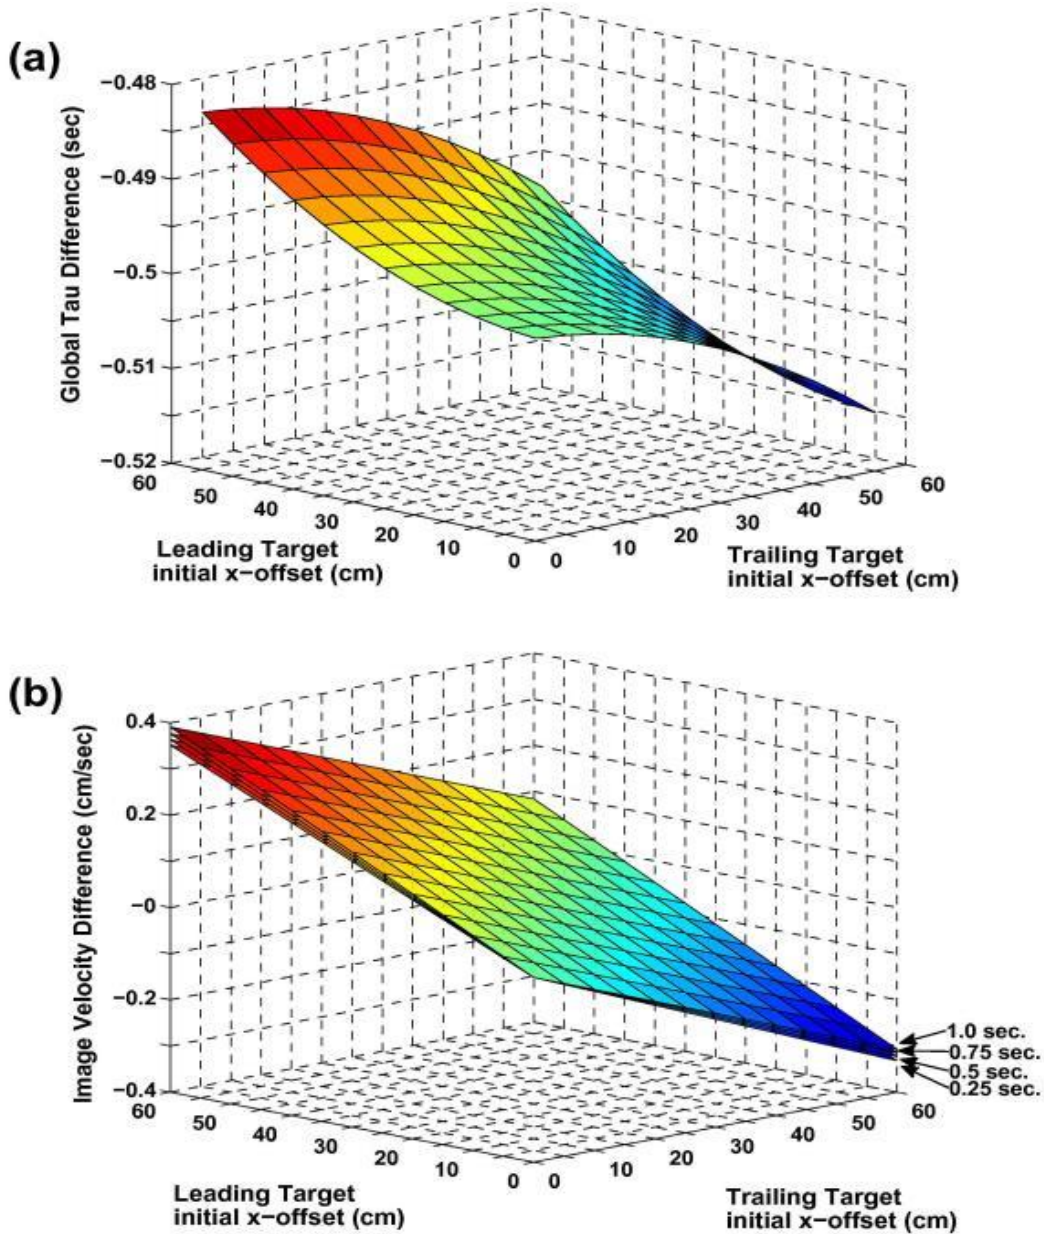 (a)
−0.48
−0.49
−0.5
−0.51
−0.52
Global Tau Difference (sec)
60
50
40
30
20
10
0
Leading Target
initial x−offset (cm)
0
10
20
30
40
50
60
Trailing Target
initial x−offset (cm)
(b)
0.4
0.2
−0
−0.2
−0.4
Image Velocity Difference (cm/sec)
1.0 sec.
0.75 sec.
0.5 sec.
0.25 sec.
60
50
40
30
20
10
0
Leading Target
initial x−offset (cm)
0
10
20
30
40
50
60
Trailing Target
initial x−offset (cm)